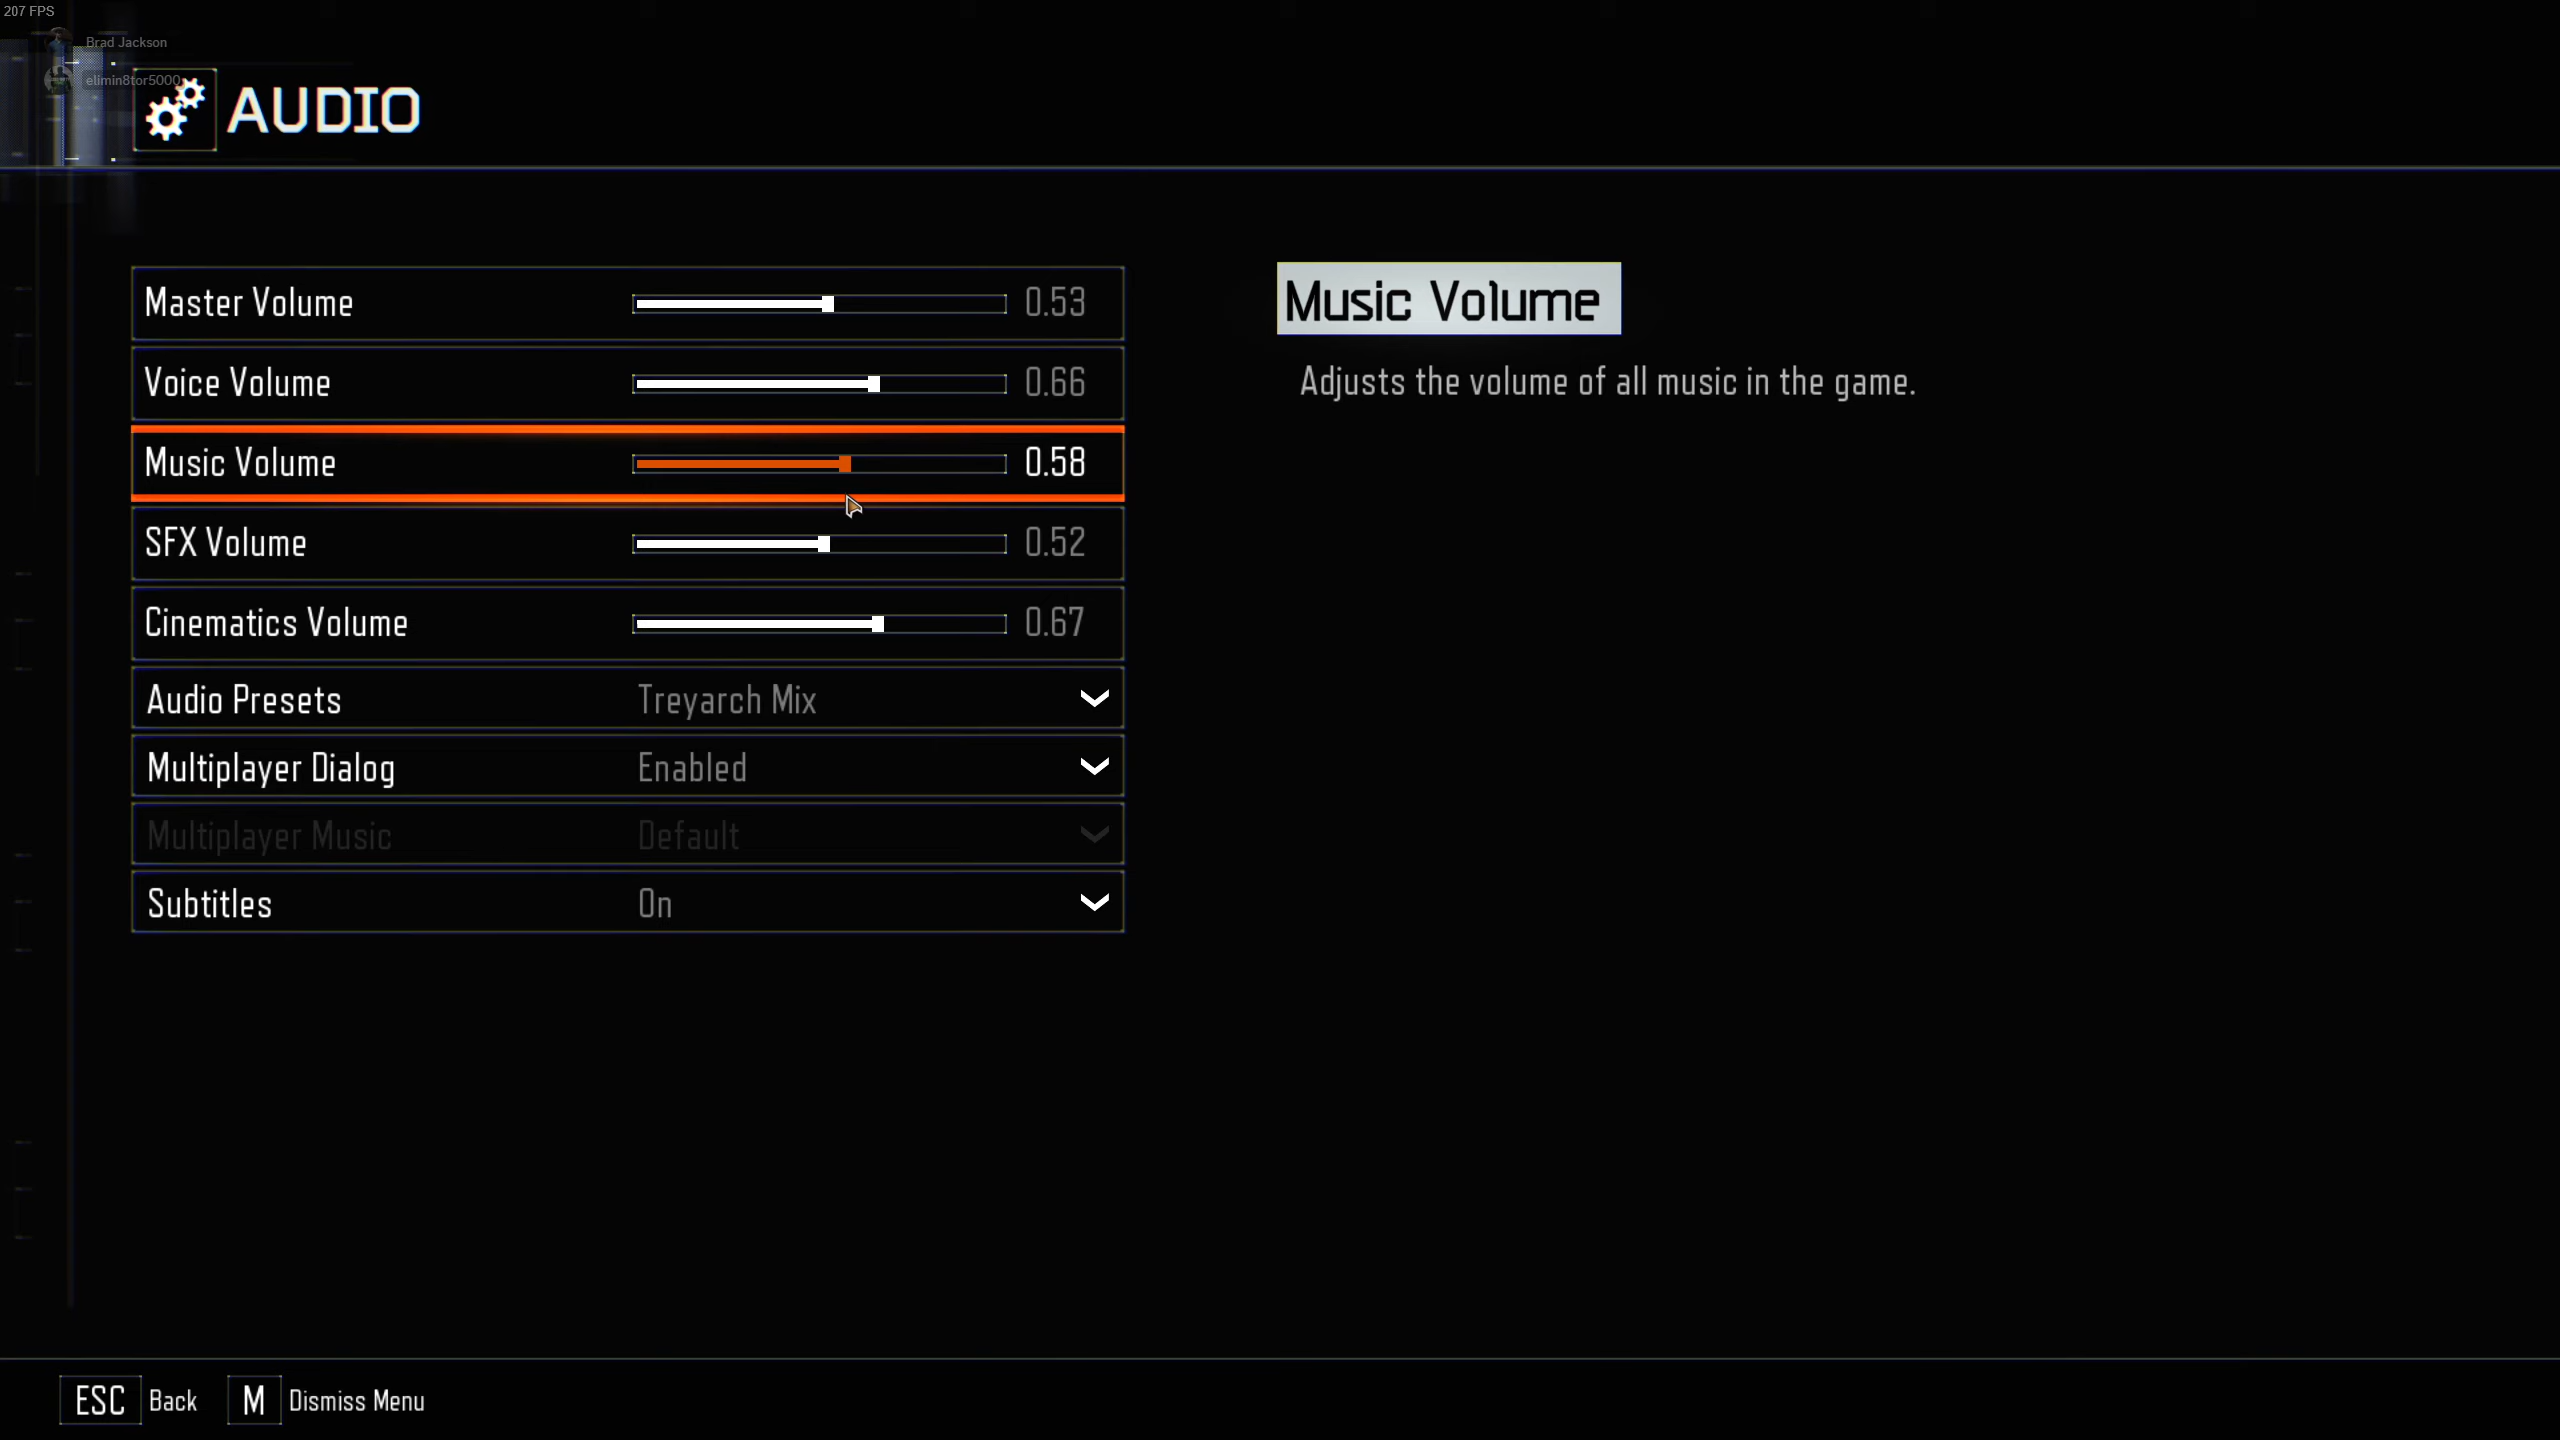 207 FPS
Brad Jackson
elimin8tor5000
AUDIO
Master Volume 0.53
Voice Volume 0.66
Music Volume 0.58
SFX Volume 0.52
Cinematics Volume 0.67
Audio Presets Treyarch Mix
Multiplayer Dialog Enabled
Multiplayer Music Default
Subtitles On
Music Volume
Adjusts the volume of all music in the game.
ESC Back M Dismiss Menu